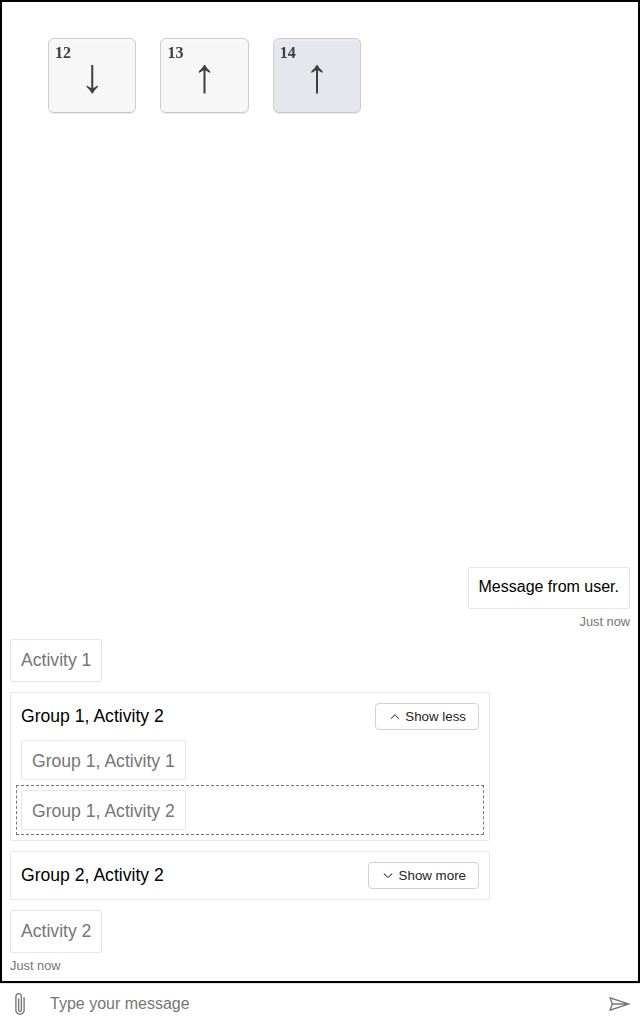 12 13 14
↓ ↑ ↑
Message from user.
Just now
Activity 1
Group 1, Activity 2 Show less
Group 1, Activity 1
Group 1, Activity 2
Group 2, Activity 2 Show more
Activity 2
Just now
Type your message